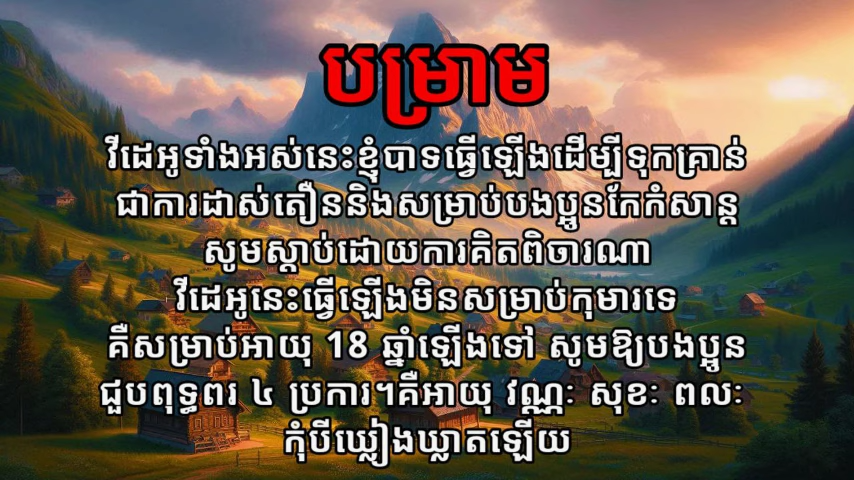 បម្រាម
វីដេអូទាំងអស់នេះខ្ញុំបាទធ្វើឡើងដើម្បីទុកគ្រាន់
ជាការដាស់តឿននិងសម្រាប់បងប្អូនកែកំសាន្ត
សូមស្តាប់ដោយការគិតពិចារណា
វីដេអូនេះធ្វើឡើងមិនសម្រាប់កុមារទេ
គឺសម្រាប់អាយុ 18 ឆ្នាំឡើងទៅ សូមឱ្យបងប្អូន
ជួបពុទ្ធពរ ៤ ប្រការ។គឺអាយុ វណ្ណៈ សុខៈ ពលៈ
កុំបីឃ្លៀងឃ្លាតឡើយ